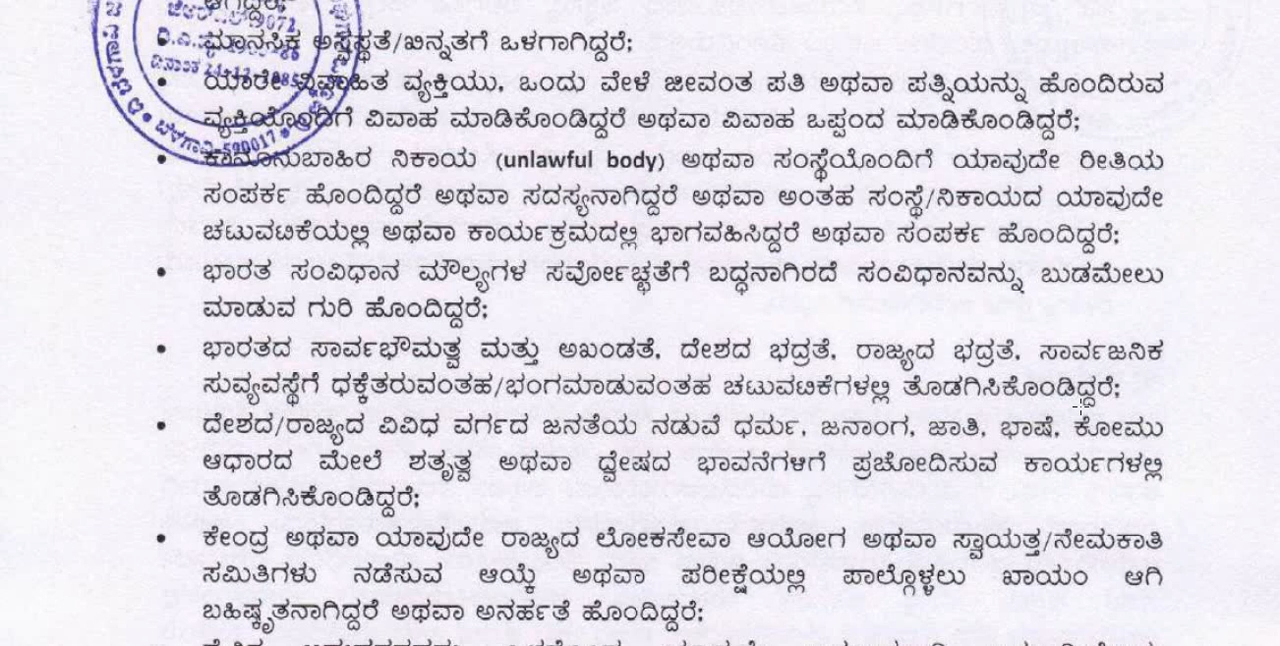 ಆಗಿದ್ದರೆ;
• ಮಾನಸಿಕ ಅಸ್ವಸ್ಥತೆ/ಖಿನ್ನತೆಗೆ ಒಳಗಾಗಿದ್ದರೆ;
• ಯಾರೇ ವಿವಾಹಿತ ವ್ಯಕ್ತಿಯು, ಒಂದು ವೇಳೆ ಜೀವಂತ ಪತಿ ಅಥವಾ ಪತ್ನಿಯನ್ನು ಹೊಂದಿರುವ
ವ್ಯಕ್ತಿಯೊಂದಿಗೆ ವಿವಾಹ ಮಾಡಿಕೊಂಡಿದ್ದರೆ ಅಥವಾ ವಿವಾಹ ಒಪ್ಪಂದ ಮಾಡಿಕೊಂಡಿದ್ದರೆ;
• ಕಾನೂನುಬಾಹಿರ ನಿಕಾಯ (unlawful body) ಅಥವಾ ಸಂಸ್ಥೆಯೊಂದಿಗೆ ಯಾವುದೇ ರೀತಿಯ
ಸಂಪರ್ಕ ಹೊಂದಿದ್ದರೆ ಅಥವಾ ಸದಸ್ಯನಾಗಿದ್ದರೆ ಅಥವಾ ಅಂತಹ ಸಂಸ್ಥೆ/ನಿಕಾಯದ ಯಾವುದೇ
ಚಟುವಟಿಕೆಯಲ್ಲಿ ಅಥವಾ ಕಾರ್ಯಕ್ರಮದಲ್ಲಿ ಭಾಗವಹಿಸಿದ್ದರೆ ಅಥವಾ ಸಂಪರ್ಕ ಹೊಂದಿದ್ದರೆ;
• ಭಾರತ ಸಂವಿಧಾನ ಮೌಲ್ಯಗಳ ಸರ್ವೋಚ್ಛತೆಗೆ ಬದ್ಧನಾಗಿರದೆ ಸಂವಿಧಾನವನ್ನು ಬುಡಮೇಲು
ಮಾಡುವ ಗುರಿ ಹೊಂದಿದ್ದರೆ;
• ಭಾರತದ ಸಾರ್ವಭೌಮತ್ವ ಮತ್ತು ಅಖಂಡತೆ, ದೇಶದ ಭದ್ರತೆ, ರಾಜ್ಯದ ಭದ್ರತೆ, ಸಾರ್ವಜನಿಕ
ಸುವ್ಯವಸ್ಥೆಗೆ ಧಕ್ಕೆತರುವಂತಹ/ಭಂಗಮಾಡುವಂತಹ ಚಟುವಟಿಕೆಗಳಲ್ಲಿ ತೊಡಗಿಸಿಕೊಂಡಿದ್ದರೆ;
• ದೇಶದ/ರಾಜ್ಯದ ವಿವಿಧ ವರ್ಗದ ಜನತೆಯ ನಡುವೆ ಧರ್ಮ, ಜನಾಂಗ, ಜಾತಿ, ಭಾಷೆ, ಕೋಮು
ಆಧಾರದ ಮೇಲೆ ಶತೃತ್ವ ಅಥವಾ ದ್ವೇಷದ ಭಾವನೆಗಳಿಗೆ ಪ್ರಚೋದಿಸುವ ಕಾರ್ಯಗಳಲ್ಲಿ
ತೊಡಗಿಸಿಕೊಂಡಿದ್ದರೆ;
• ಕೇಂದ್ರ ಅಥವಾ ಯಾವುದೇ ರಾಜ್ಯದ ಲೋಕಸೇವಾ ಆಯೋಗ ಅಥವಾ ಸ್ವಾಯತ್ತ/ನೇಮಕಾತಿ
ಸಮಿತಿಗಳು ನಡೆಸುವ ಆಯ್ಕೆ ಅಥವಾ ಪರೀಕ್ಷೆಯಲ್ಲಿ ಪಾಲ್ಗೊಳ್ಳಲು ಖಾಯಂ ಆಗಿ
ಬಹಿಷ್ಕೃತನಾಗಿದ್ದರೆ ಅಥವಾ ಅನರ್ಹತೆ ಹೊಂದಿದ್ದರೆ;
ಬೆಳಗಾವಿ-590017